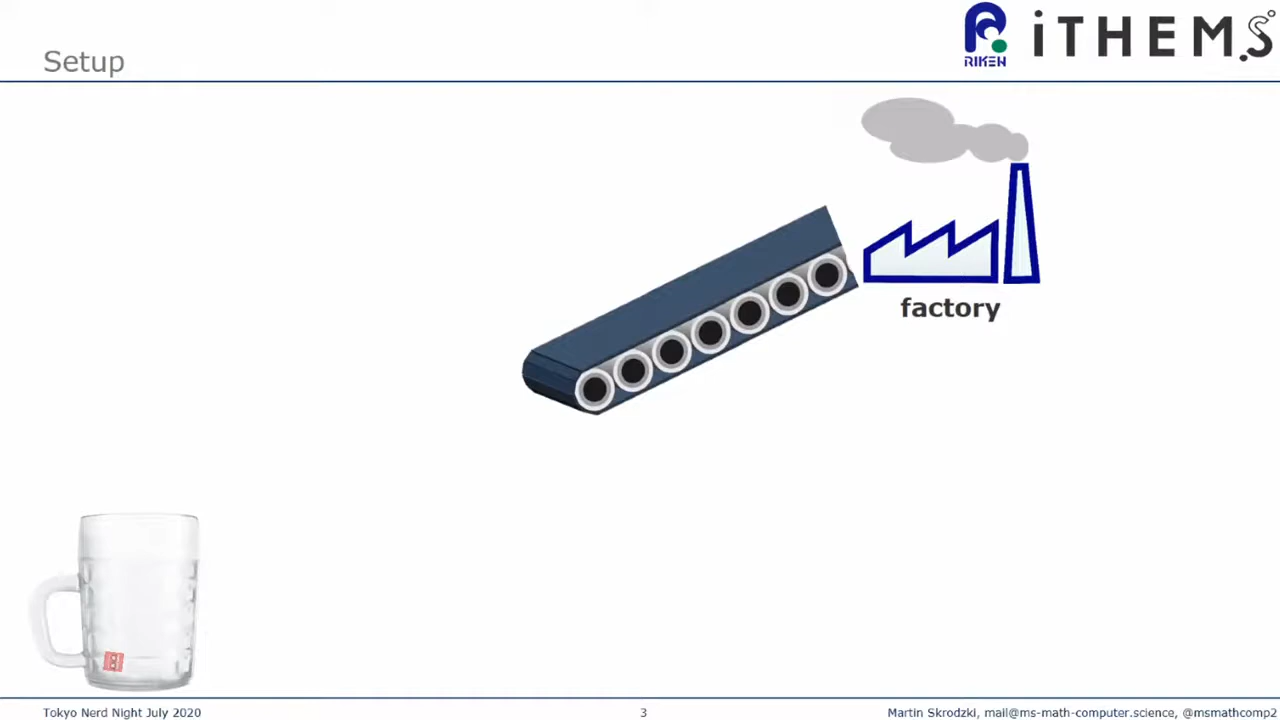 Setup
RIKEN
iTHEMS
factory
Tokyo Nerd Night July 2020
3
Martin Skrodzki, mail@ms-math-computer.science, @msmathcomp2